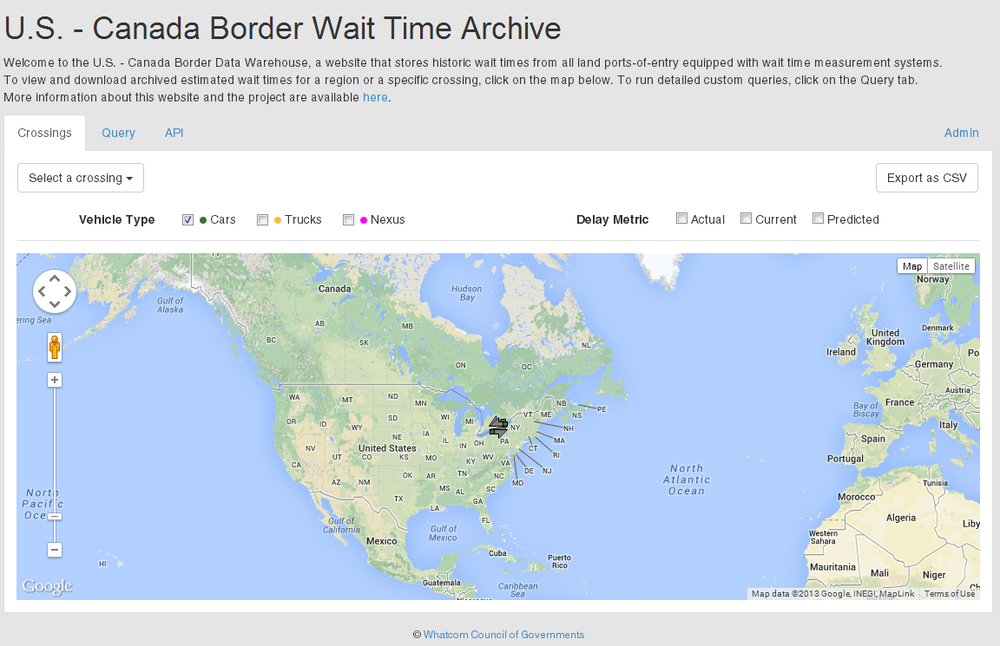 U.S. - Canada Border Wait Time Archive
Welcome to the U.S. - Canada Border Data Warehouse, a website that stores historic wait times from all land ports-of-entry equipped with wait time measurement systems.
To view and download archived estimated wait times for a region or a specific crossing, click on the map below. To run detailed custom queries, click on the Query tab.
More information about this website and the project are available here.
Crossings Query API Admin
Select a crossing Export as CSV
Vehicle Type Cars Trucks Nexus Delay Metric Actual Current Predicted
Map Satellite
Norway
Canada
Hudson
Bay
Gulf of
Alaska
ering Sea
AB
MB
SK
BC
NL
ON
QC
United
Kingdom
Denmark
Ireland
Germany
Po
Austria
France
Bay of
Biscay
Italy
Spain
Portugal
WA
MT
ND
MN
NB
PE
VT
ME
NS
OR
ID
WY
SD
WI
MI
NY
NH
NE
IA
MA
NV
UT
CO
United States
KS
MO
IL
IN
OH
PA
CT
RI
CA
KY
WV
VA
DE
NJ
MD
AZ
NM
OK
AR
TN
NC
SC
MS
AL
GA
TX
LA
FL
North
Atlantic
Ocean
North
Pacific
Oce
Gulf of
California
Gulf of
Mexico
Mexico
Cuba
Puerto
Rico
HI
Guatemala
Caribbean
Sea
Nicaragua
Tunisia
Morocco
Algeria
Liby
Western
Sahara
Mauritania
Mali
Niger
Ch
Google
Map data ©2013 Google, INEGI, MapLink Terms of Use
© Whatcom Council of Governments